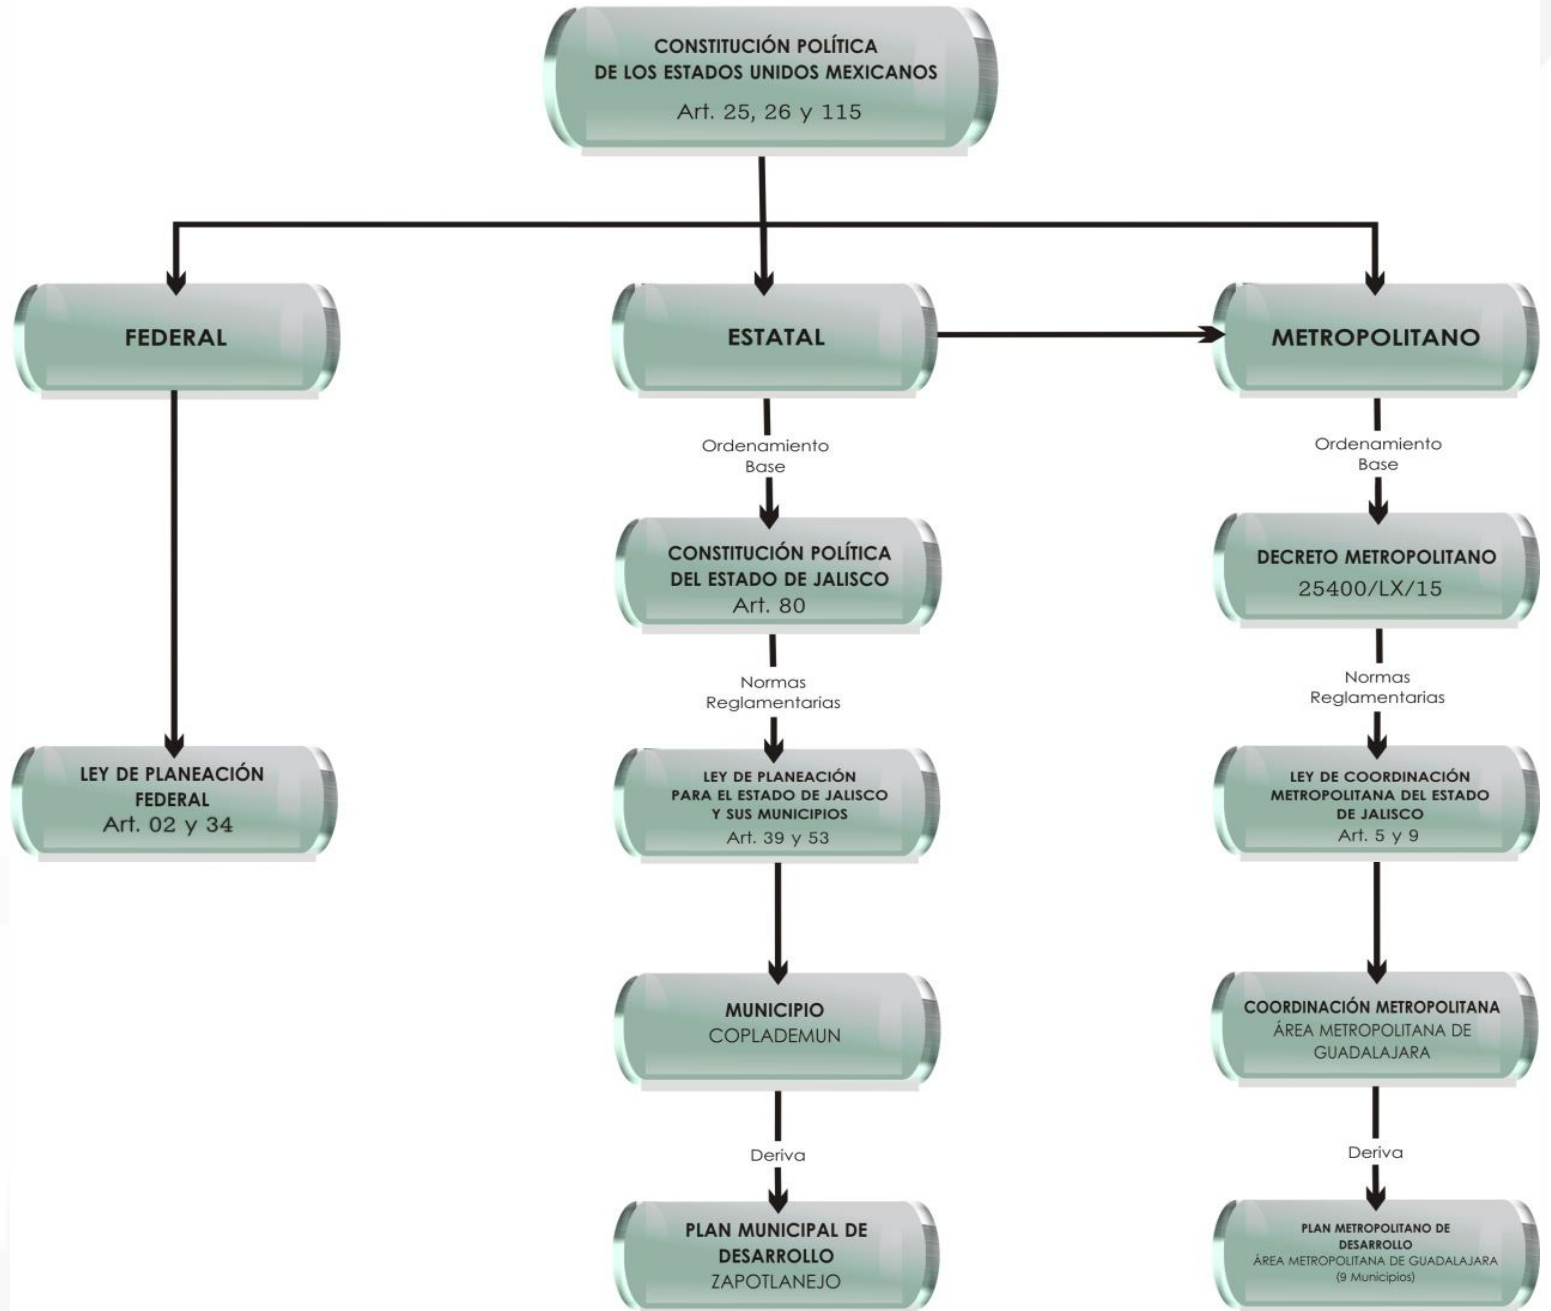 CONSTITUCIÓN POLÍTICA
DE LOS ESTADOS UNIDOS MEXICANOS
Art. 25, 26 y 115
FEDERAL
ESTATAL
METROPOLITANO
Ordenamiento
Base
Ordenamiento
Base
CONSTITUCIÓN POLÍTICA
DEL ESTADO DE JALISCO
Art. 80
DECRETO METROPOLITANO
25400/LX/15
Normas
Reglamentarias
Normas
Reglamentarias
LEY DE PLANEACIÓN
FEDERAL
Art. 02 y 34
LEY DE PLANEACIÓN
PARA EL ESTADO DE JALISCO
Y SUS MUNICIPIOS
Art. 39 y 53
LEY DE COORDINACIÓN
METROPOLITANA DEL ESTADO
DE JALISCO
Art. 5 y 9
MUNICIPIO
COPLADEMUN
COORDINACIÓN METROPOLITANA
ÁREA METROPOLITANA DE
GUADALAJARA
Deriva
Deriva
PLAN MUNICIPAL DE
DESARROLLO
ZAPOTLANEJO
PLAN METROPOLITANO DE
DESARROLLO
ÁREA METROPOLITANA DE GUADALAJARA
(9 Municipios)